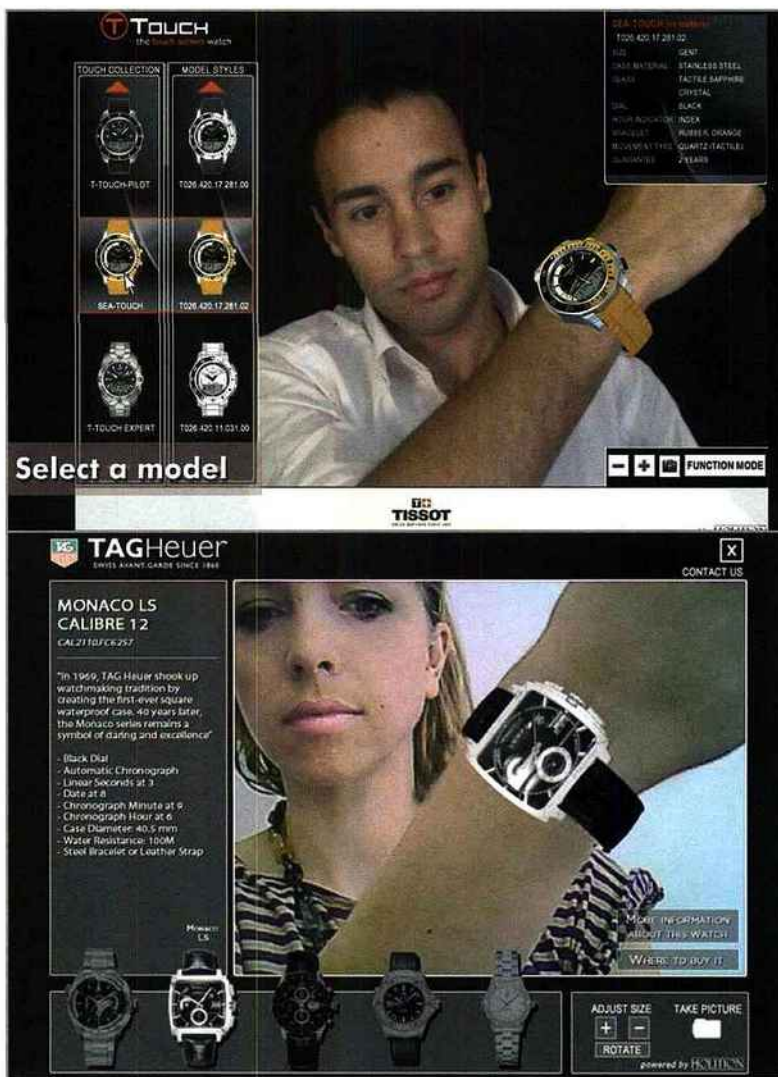 T-TOUCH
the touch screen watch
TOUCH COLLECTION
MODEL STYLES
T-TOUCH-PILOT
T026.420.17.281.00
SEA-TOUCH
T026.420.17.281.02
T-TOUCH EXPERT
T026.420.11.031.00
T026.420.17.281.02
SIZE GENT
CASE MATERIAL STAINLESS STEEL
GLASS TACTILE SAPPHIRE
CRYSTAL
DIAL BLACK
HOUR INDICATOR INDEX
BRACELET RUBBER, ORANGE
MOVEMENT TYPE QUARTZ (TACTILE)
GUARANTEE 2 YEARS
Select a model
FUNCTION MODE
TISSOT
TAGHeuer
SWISS AVANT-GARDE SINCE 1860
X
CONTACT US
MONACO LS
CALIBRE 12
CAL2110.FC6257
"In 1969, TAG Heuer shook up
watchmaking tradition by
creating the first-ever square
waterproof case. 40 years later,
the Monaco series remains a
symbol of daring and excellence"
- Black Dial
- Automatic Chronograph
- Linear Seconds at 3
- Date at 8
- Chronograph Minute at 9
- Chronograph Hour at 6
- Case Diameter: 40.5 mm
- Water Resistance: 100M
- Steel Bracelet or Leather Strap
MONACO
LS
MORE INFORMATION
ABOUT THIS WATCH
WHERE TO BUY IT
ADJUST SIZE
TAKE PICTURE
+ -
ROTATE
powered by HOLITION